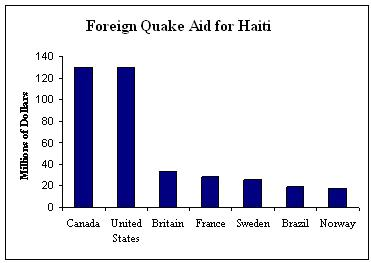 Foreign Quake Aid for Haiti
Millions of Dollars
140
120
100
80
60
40
20
0
Canada United States Britain France Sweden Brazil Norway